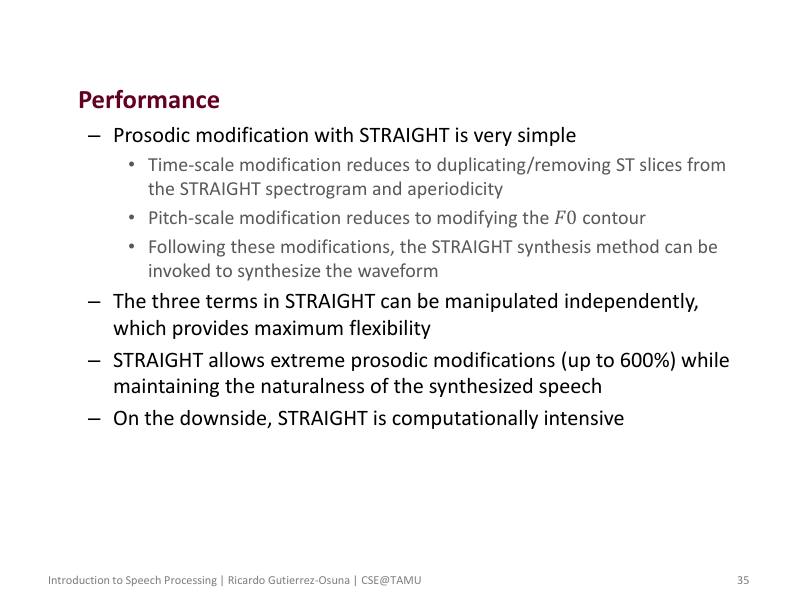 Performance
– Prosodic modification with STRAIGHT is very simple
• Time-scale modification reduces to duplicating/removing ST slices from
the STRAIGHT spectrogram and aperiodicity
• Pitch-scale modification reduces to modifying the 𝐹0 contour
• Following these modifications, the STRAIGHT synthesis method can be
invoked to synthesize the waveform
– The three terms in STRAIGHT can be manipulated independently,
which provides maximum flexibility
– STRAIGHT allows extreme prosodic modifications (up to 600%) while
maintaining the naturalness of the synthesized speech
– On the downside, STRAIGHT is computationally intensive
Introduction to Speech Processing | Ricardo Gutierrez-Osuna | CSE@TAMU 35